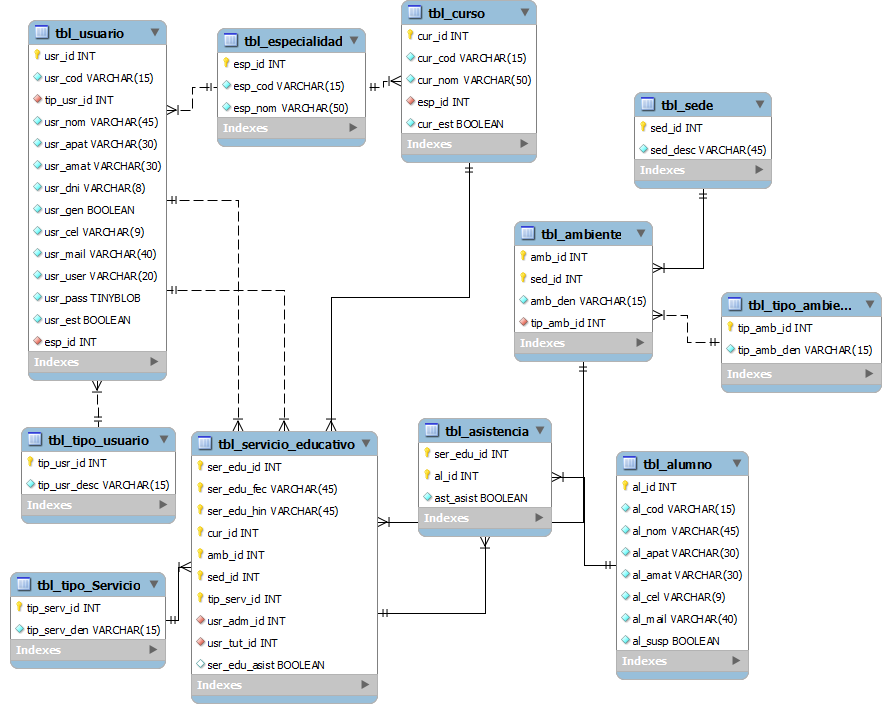 tbl_usuario
usr_id INT
usr_cod VARCHAR(15)
tip_usr_id INT
usr_nom VARCHAR(45)
usr_apat VARCHAR(30)
usr_amat VARCHAR(30)
usr_dni VARCHAR(8)
usr_gen BOOLEAN
usr_cel VARCHAR(9)
usr_mail VARCHAR(40)
usr_user VARCHAR(20)
usr_pass TINYBLOB
usr_est BOOLEAN
esp_id INT
Indexes
tbl_especialidad
esp_id INT
esp_cod VARCHAR(15)
esp_nom VARCHAR(50)
Indexes
tbl_curso
cur_id INT
cur_cod VARCHAR(15)
cur_nom VARCHAR(50)
esp_id INT
cur_est BOOLEAN
Indexes
tbl_sede
sed_id INT
sed_desc VARCHAR(45)
Indexes
tbl_ambiente
amb_id INT
sed_id INT
amb_den VARCHAR(15)
tip_amb_id INT
Indexes
tbl_tipo_ambie...
tip_amb_id INT
tip_amb_den VARCHAR(15)
Indexes
tbl_tipo_usuario
tip_usr_id INT
tip_usr_desc VARCHAR(15)
Indexes
tbl_servicio_educativo
ser_edu_id INT
ser_edu_fec VARCHAR(45)
ser_edu_hin VARCHAR(45)
cur_id INT
amb_id INT
sed_id INT
tip_serv_id INT
usr_adm_id INT
usr_tut_id INT
ser_edu_asist BOOLEAN
Indexes
tbl_asistencia
ser_edu_id INT
al_id INT
ast_asist BOOLEAN
Indexes
tbl_alumno
al_id INT
al_cod VARCHAR(15)
al_nom VARCHAR(45)
al_apat VARCHAR(30)
al_amat VARCHAR(30)
al_cel VARCHAR(9)
al_mail VARCHAR(40)
al_susp BOOLEAN
Indexes
tbl_tipo_Servicio
tip_serv_id INT
tip_serv_den VARCHAR(15)
Indexes